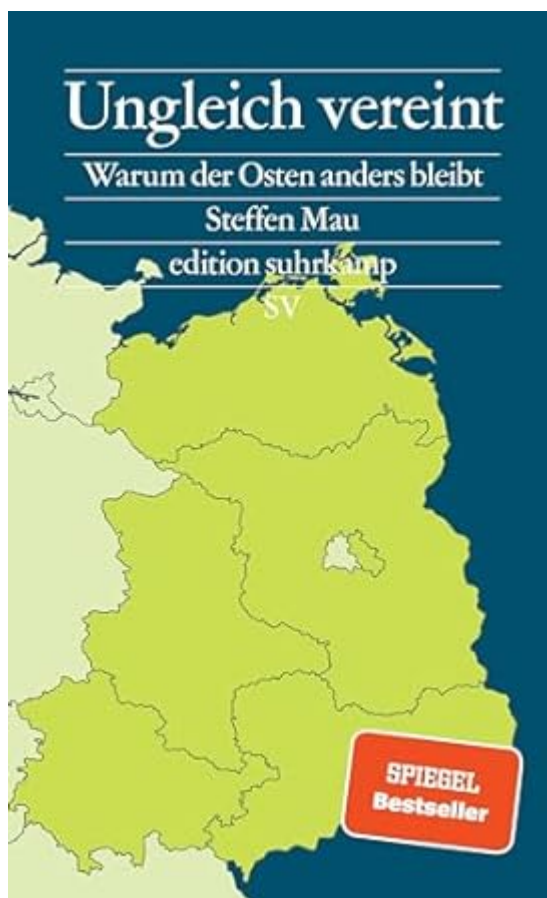 Ungleich vereint
Warum der Osten anders bleibt
Steffen Mau
edition suhrkamp
SV
SPIEGEL
Bestseller